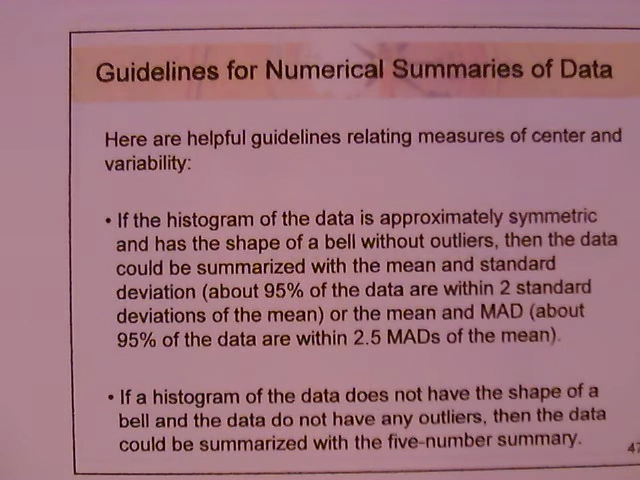 Guidelines for Numerical Summaries of Data
Here are helpful guidelines relating measures of center and
variability:
• If the histogram of the data is approximately symmetric
and has the shape of a bell without outliers, then the data
could be summarized with the mean and standard
deviation (about 95% of the data are within 2 standard
deviations of the mean) or the mean and MAD (about
95% of the data are within 2.5 MADs of the mean).
• If a histogram of the data does not have the shape of a
bell and the data do not have any outliers, then the data
could be summarized with the five-number summary.
47